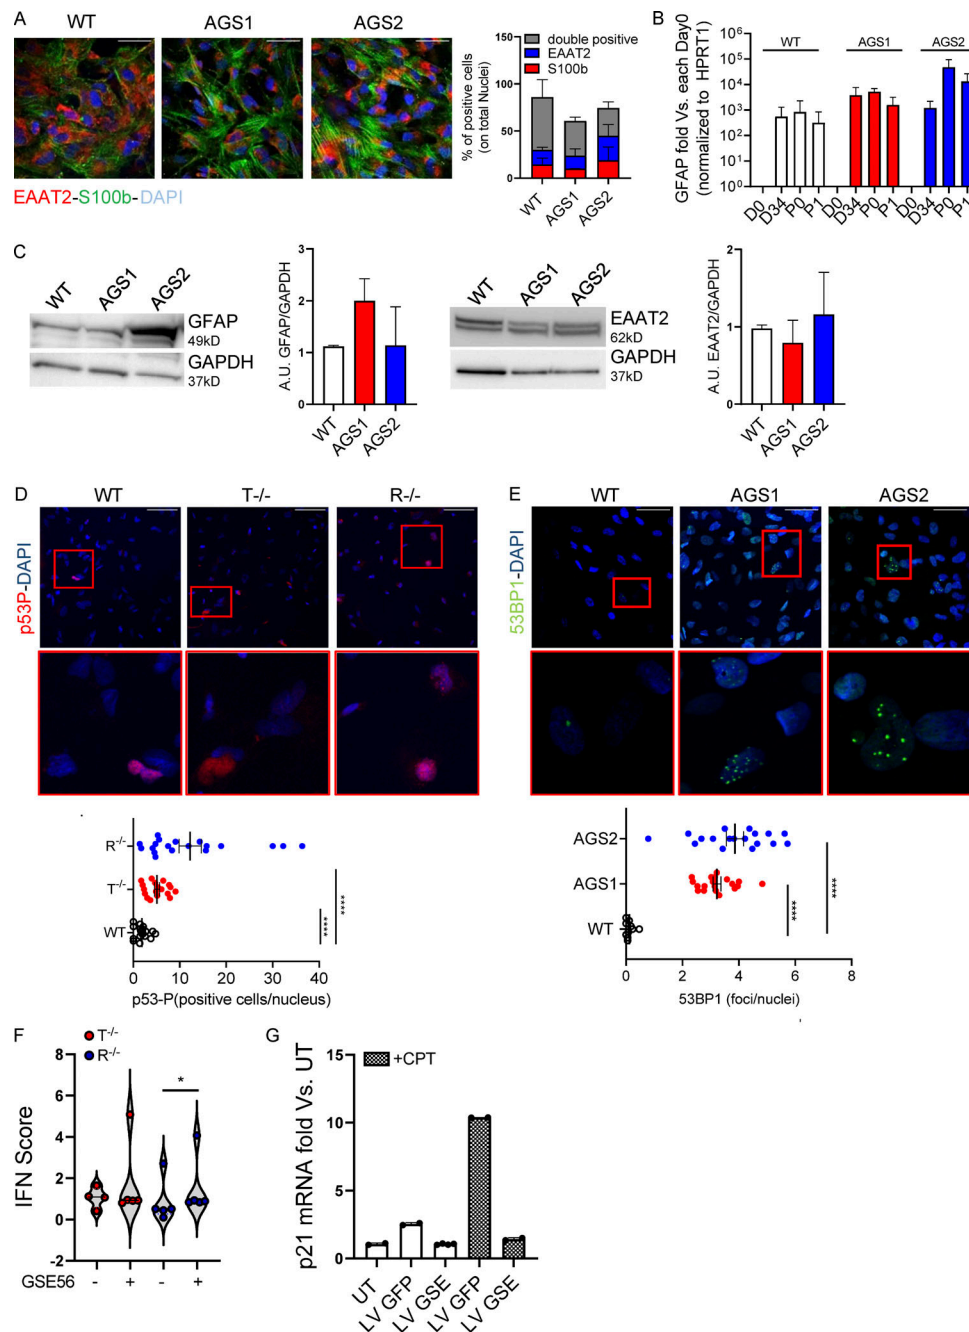 A
WT
AGS1
AGS2
EAAT2-S100b-DAPI
% of positive cells
(on total Nuclei)
150
100
50
0
double positive
EAAT2
S100b
WT
AGS1
AGS2
B
GFAP fold Vs. each Day0
(normalized to HPRT1)
10⁶
10⁵
10⁴
10³
10²
10¹
10⁰
WT
AGS1
AGS2
D0
D34
P0
P1
D0
D34
P0
P1
D0
D34
P0
P1
C
WT
AGS1
AGS2
GFAP
49kD
GAPDH
37kD
A.U. GFAP/GAPDH
3
2
1
0
WT
AGS1
AGS2
WT
AGS1
AGS2
EAAT2
62kD
GAPDH
37kD
A.U. EAAT2/GAPDH
2
1
0
WT
AGS1
AGS2
D
WT
T-/-
R-/-
p53P-DAPI
R-/-
T-/-
WT
****
****
0
10
20
30
40
p53-P(positive cells/nucleus)
E
WT
AGS1
AGS2
53BP1-DAPI
AGS2
AGS1
WT
****
****
0
2
4
6
8
53BP1 (foci/nuclei)
F
T-/-
R-/-
IFN Score
8
6
4
2
0
-2
*
GSE56
-
+
-
+
G
p21 mRNA fold Vs. UT
15
10
5
0
+CPT
UT
LV GFP
LV GSE
LV GFP
LV GSE